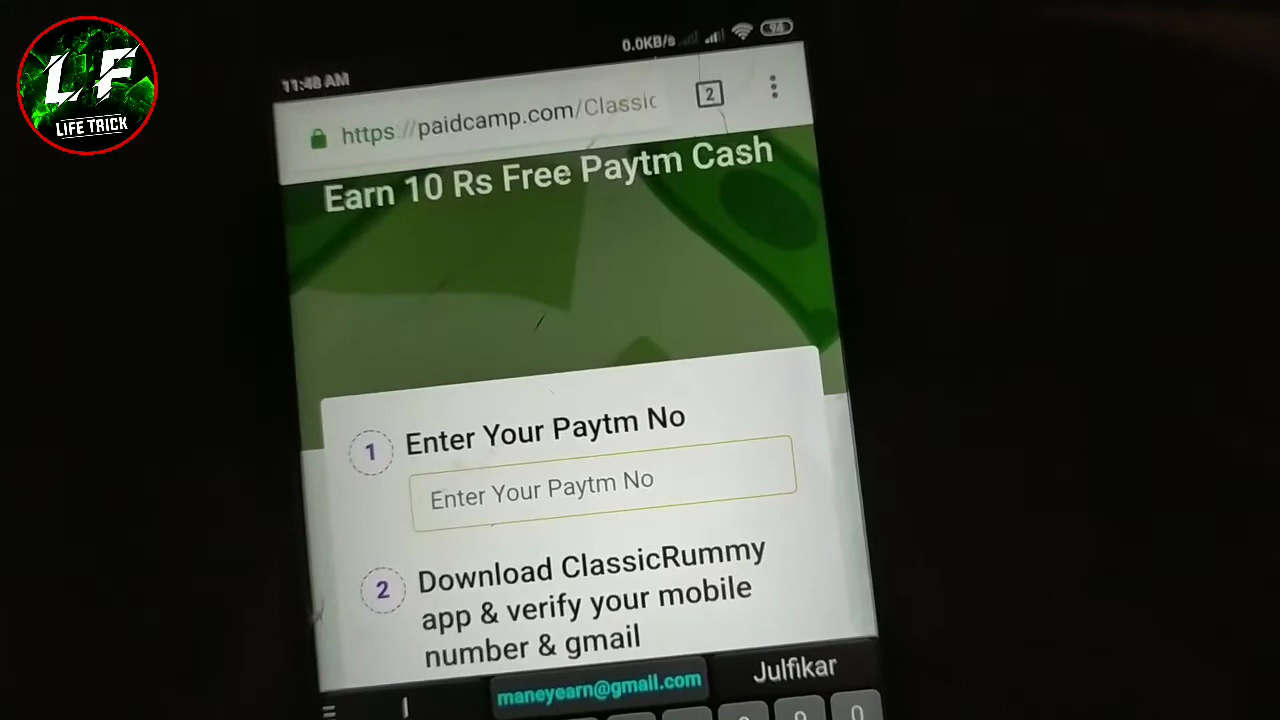 LF
LIFE TRICK
11:48 AM
0.0KB/s
94
https://paidcamp.com/Classic
2
Earn 10 Rs Free Paytm Cash
1
Enter Your Paytm No
Enter Your Paytm No
2
Download ClassicRummy
app & verify your mobile
number & gmail
maneyearn@gmail.com
Julfikar